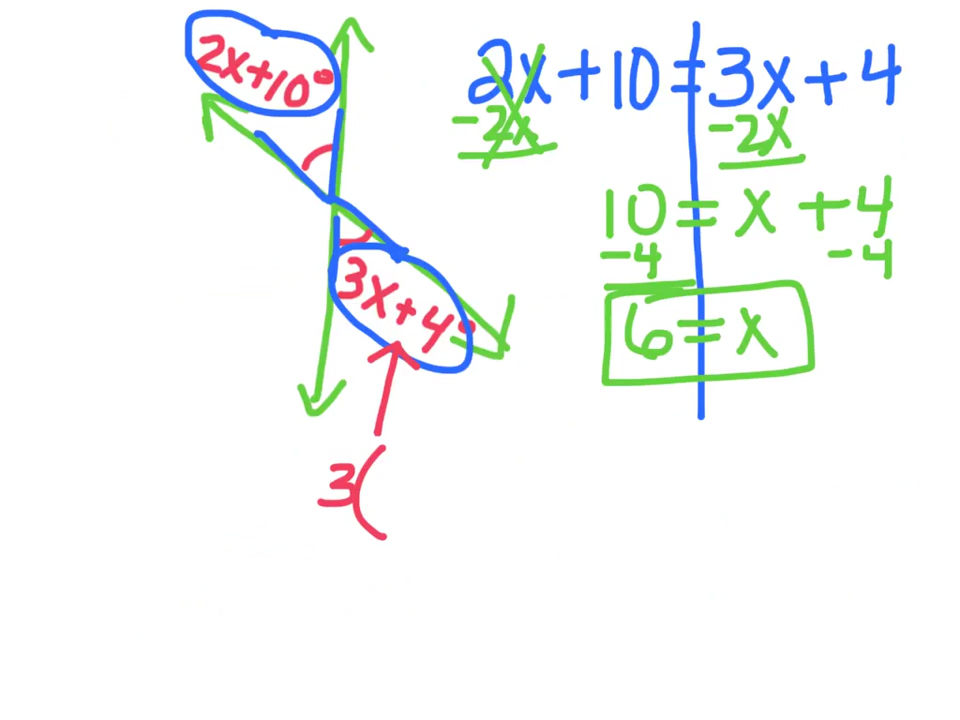 2x+10°
3x+4°
3(
2x+10=3x+4
-2x -2x
10=x+4
-4 -4
6=x